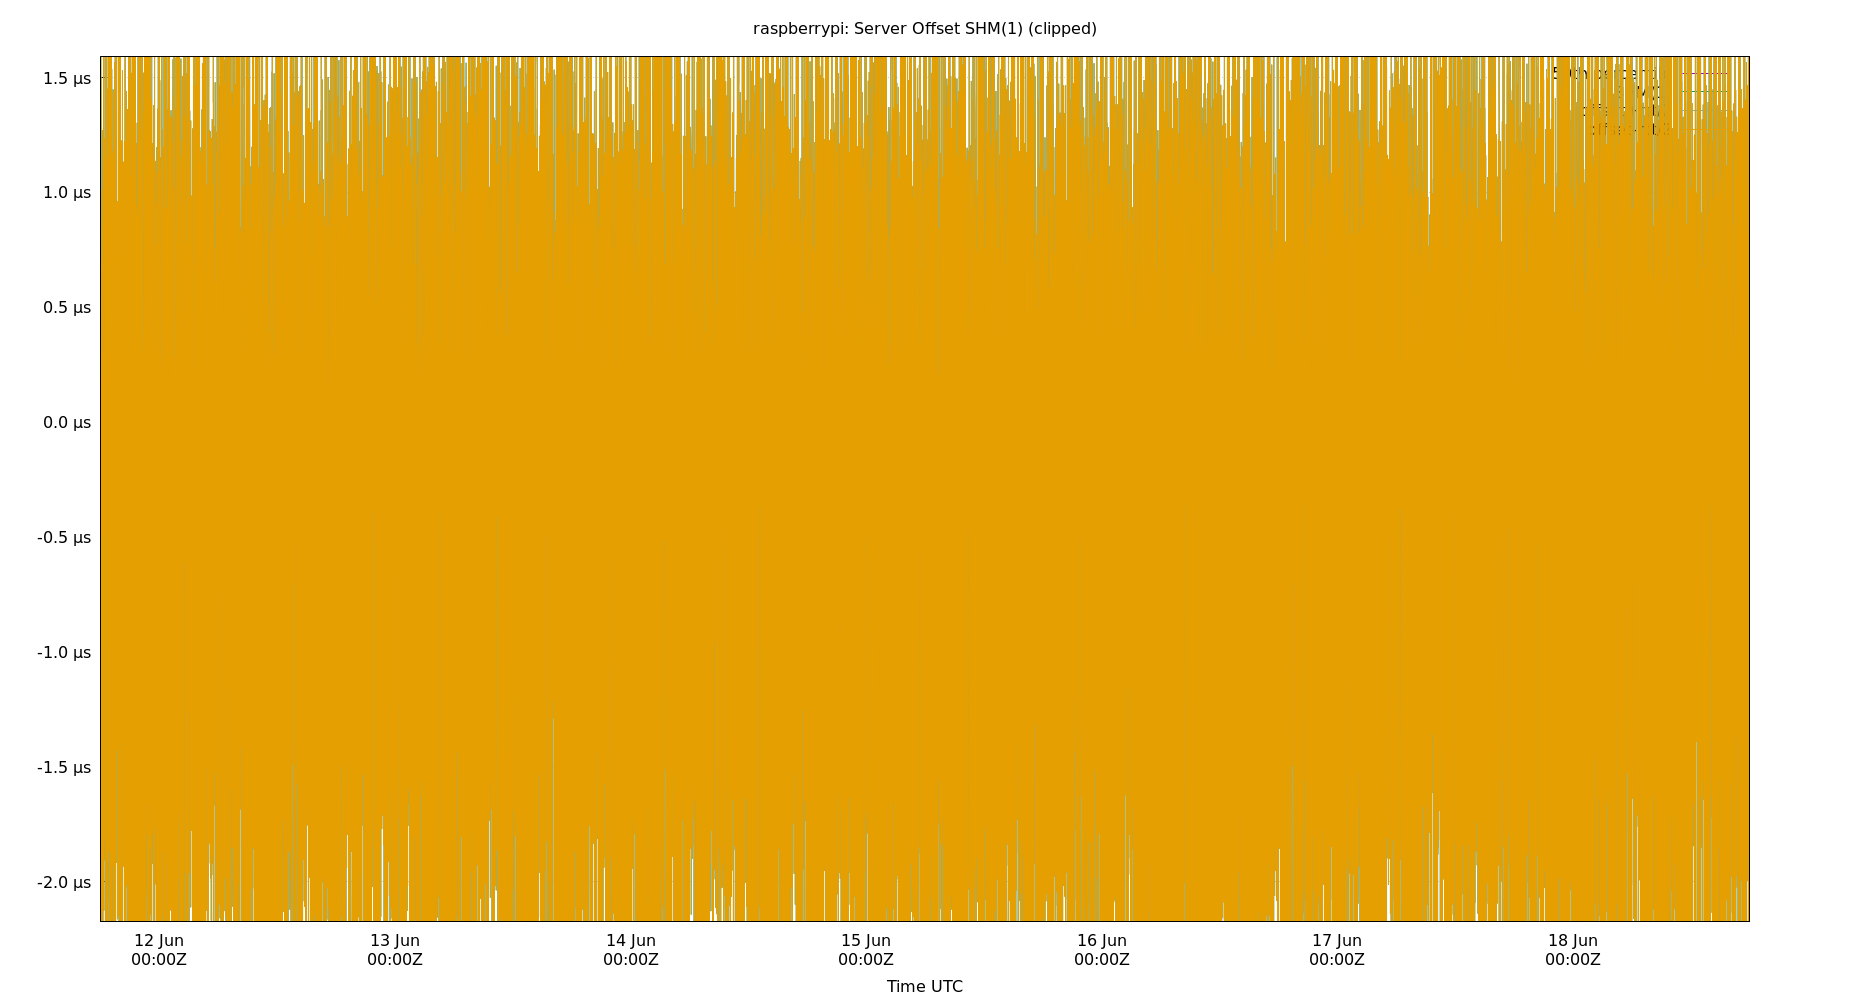 raspberrypi: Server Offset SHM(1) (clipped)
1.5 µs
1.0 µs
0.5 µs
0.0 µs
-0.5 µs
-1.0 µs
-1.5 µs
-2.0 µs
12 Jun 13 Jun 14 Jun 15 Jun 16 Jun 17 Jun 18 Jun
00:00Z 00:00Z 00:00Z 00:00Z 00:00Z 00:00Z 00:00Z
Time UTC